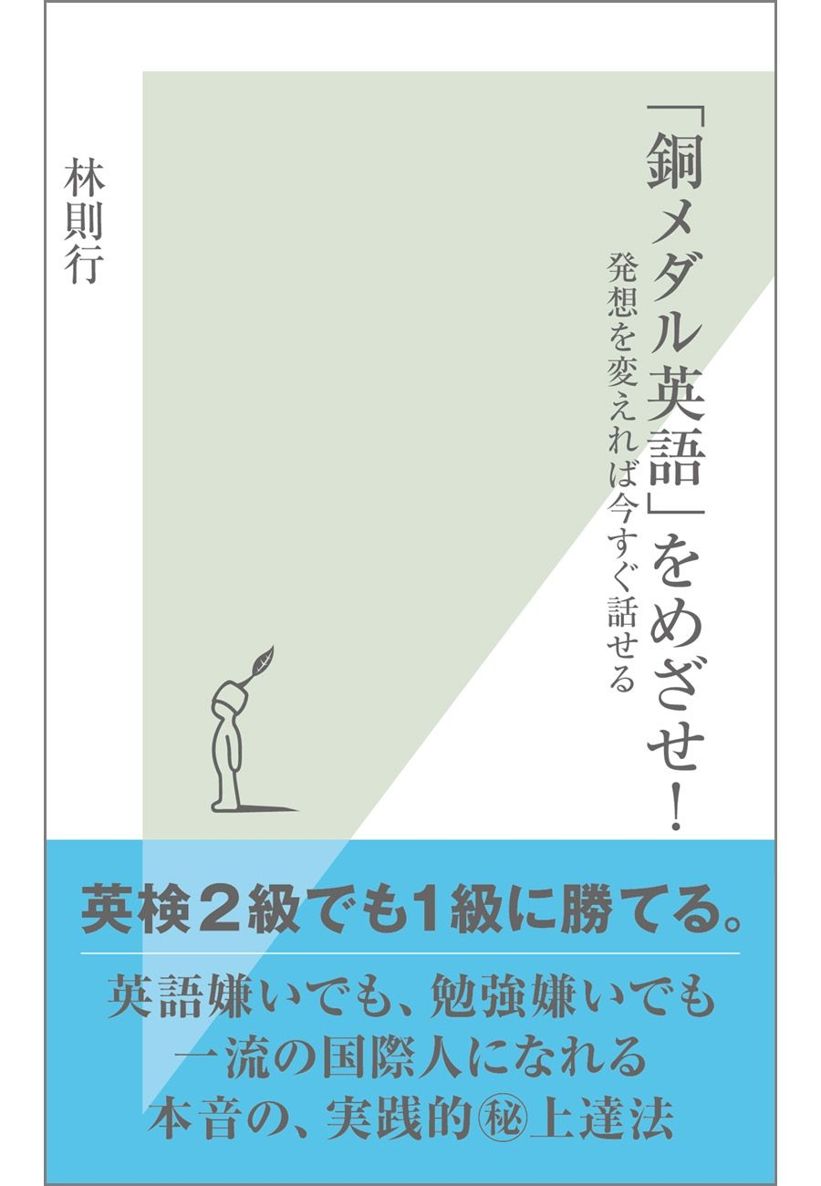 「銅メダル英語」をめざせ！
発想を変えれば今すぐ話せる
林則行
英検２級でも１級に勝てる。
英語嫌いでも、勉強嫌いでも
一流の国際人になれる
本音の、実践的㊙上達法